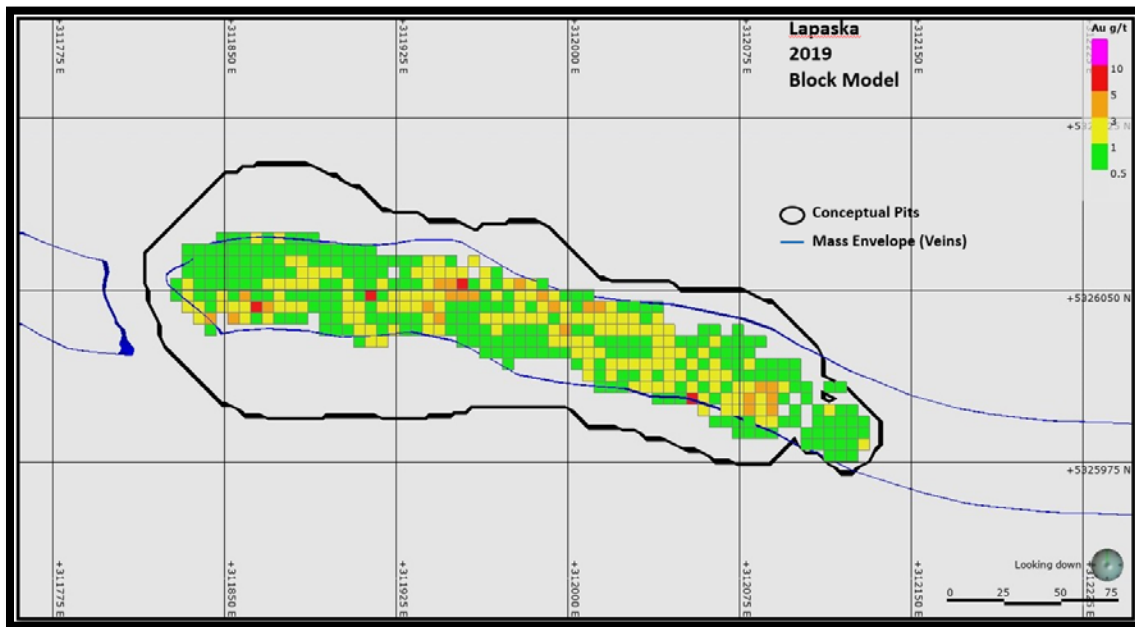 +311775 E
+311850 E
+311925 E
+312000 E
+312075 E
+312150 E
Lapaska
2019
Block Model
Au g/t
10
5
3
1
0.5
Conceptual Pits
Mass Envelope (Veins)
+5326050 N
+5325975 N
+311775 E
+311850 E
+311925 E
+312000 E
+312075 E
+312150 E
+312225 E
Looking down
0 25 50 75